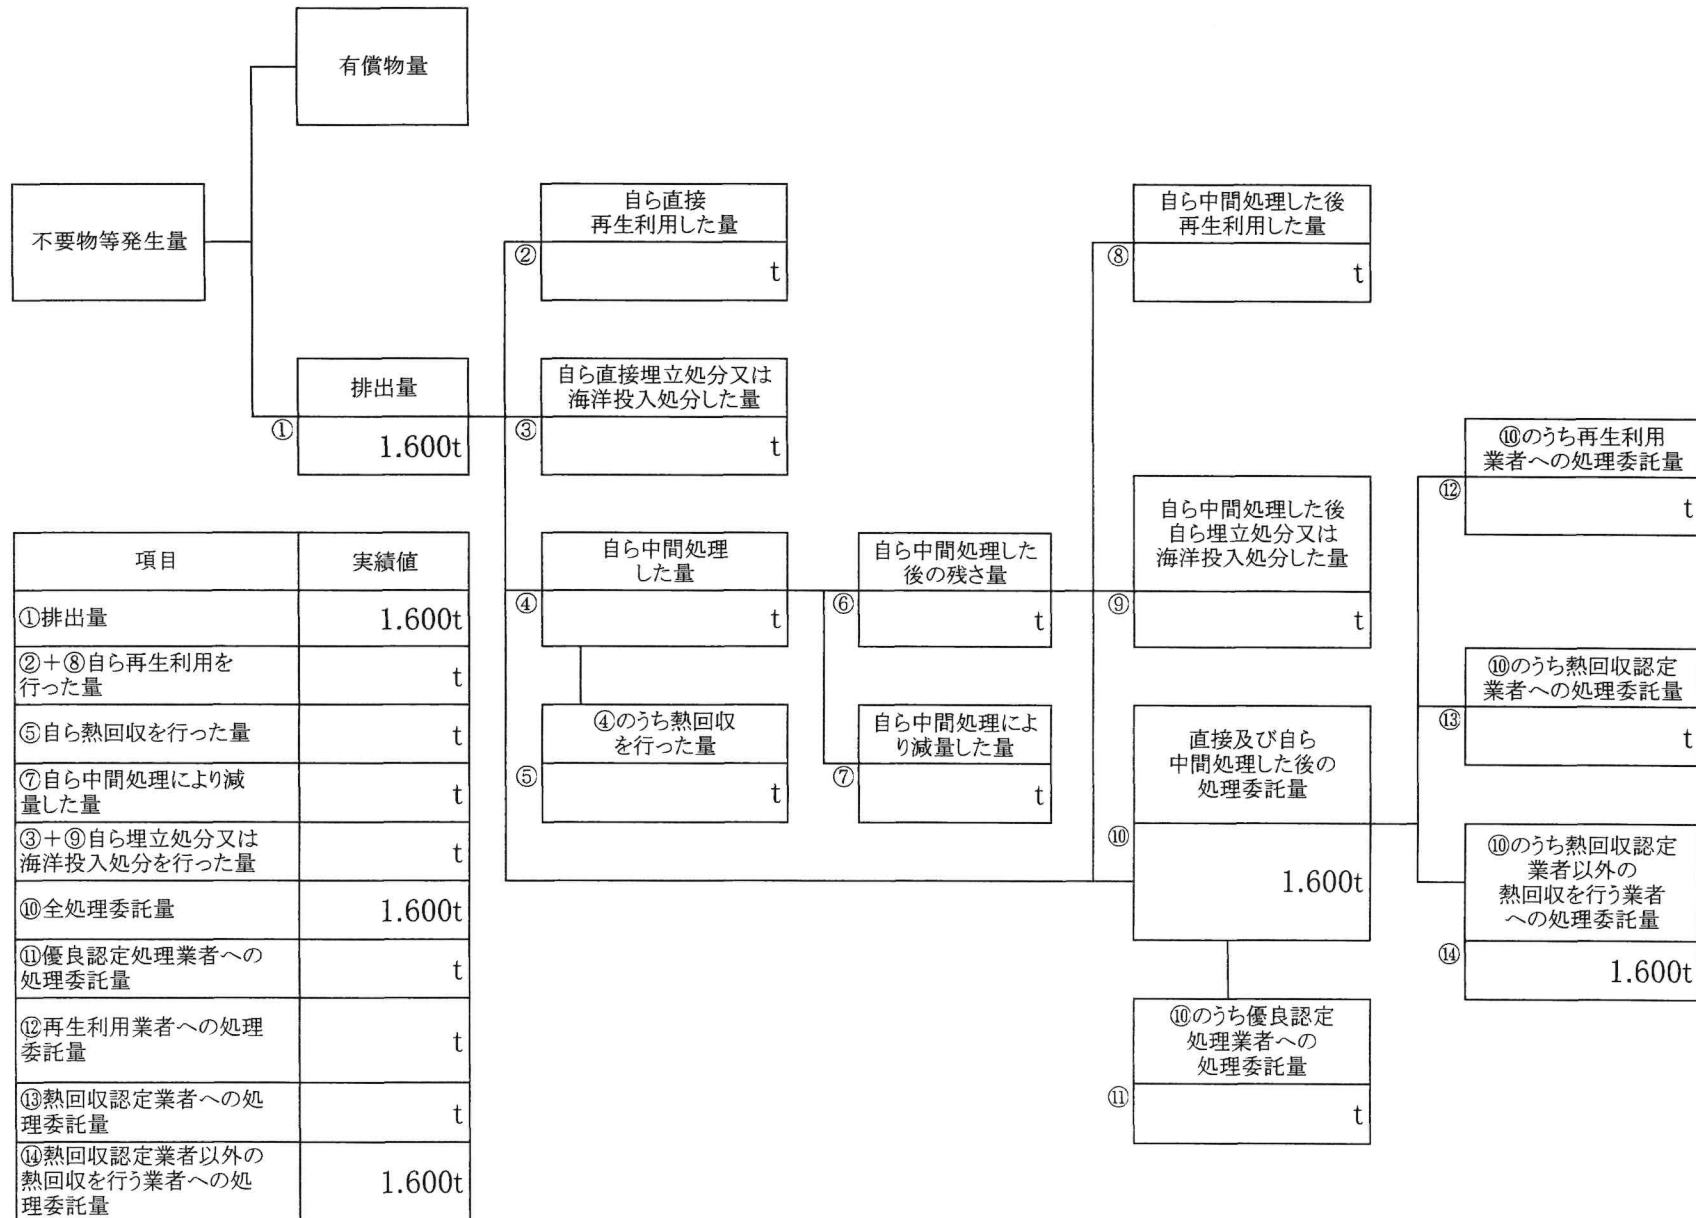 有償物量
不要物等発生量
自ら直接
再生利用した量
②
t
自ら中間処理した後
再生利用した量
⑧
t
排出量
①
1.600t
自ら直接埋立処分又は
海洋投入処分した量
③
t
⑩のうち再生利用
業者への処理委託量
⑫
t
自ら中間処理
した量
④
t
自ら中間処理した
後の残さ量
⑥
t
自ら中間処理した後
自ら埋立処分又は
海洋投入処分した量
⑨
t
⑩のうち熱回収認定
業者への処理委託量
⑬
t
④のうち熱回収
を行った量
⑤
t
自ら中間処理によ
り減量した量
⑦
t
直接及び自ら
中間処理した後の
処理委託量
⑩
1.600t
⑩のうち熱回収認定
業者以外の
熱回収を行う業者
への処理委託量
⑭
1.600t
⑩のうち優良認定
処理業者への
処理委託量
⑪
t
項目 実績値
①排出量 1.600t
②+⑧自ら再生利用を
行った量 t
⑤自ら熱回収を行った量 t
⑦自ら中間処理により減
量した量 t
③+⑨自ら埋立処分又は
海洋投入処分を行った量 t
⑩全処理委託量 1.600t
⑪優良認定処理業者への
処理委託量 t
⑫再生利用業者への処理
委託量 t
⑬熱回収認定業者への処
理委託量 t
⑭熱回収認定業者以外の
熱回収を行う業者への処
理委託量 1.600t